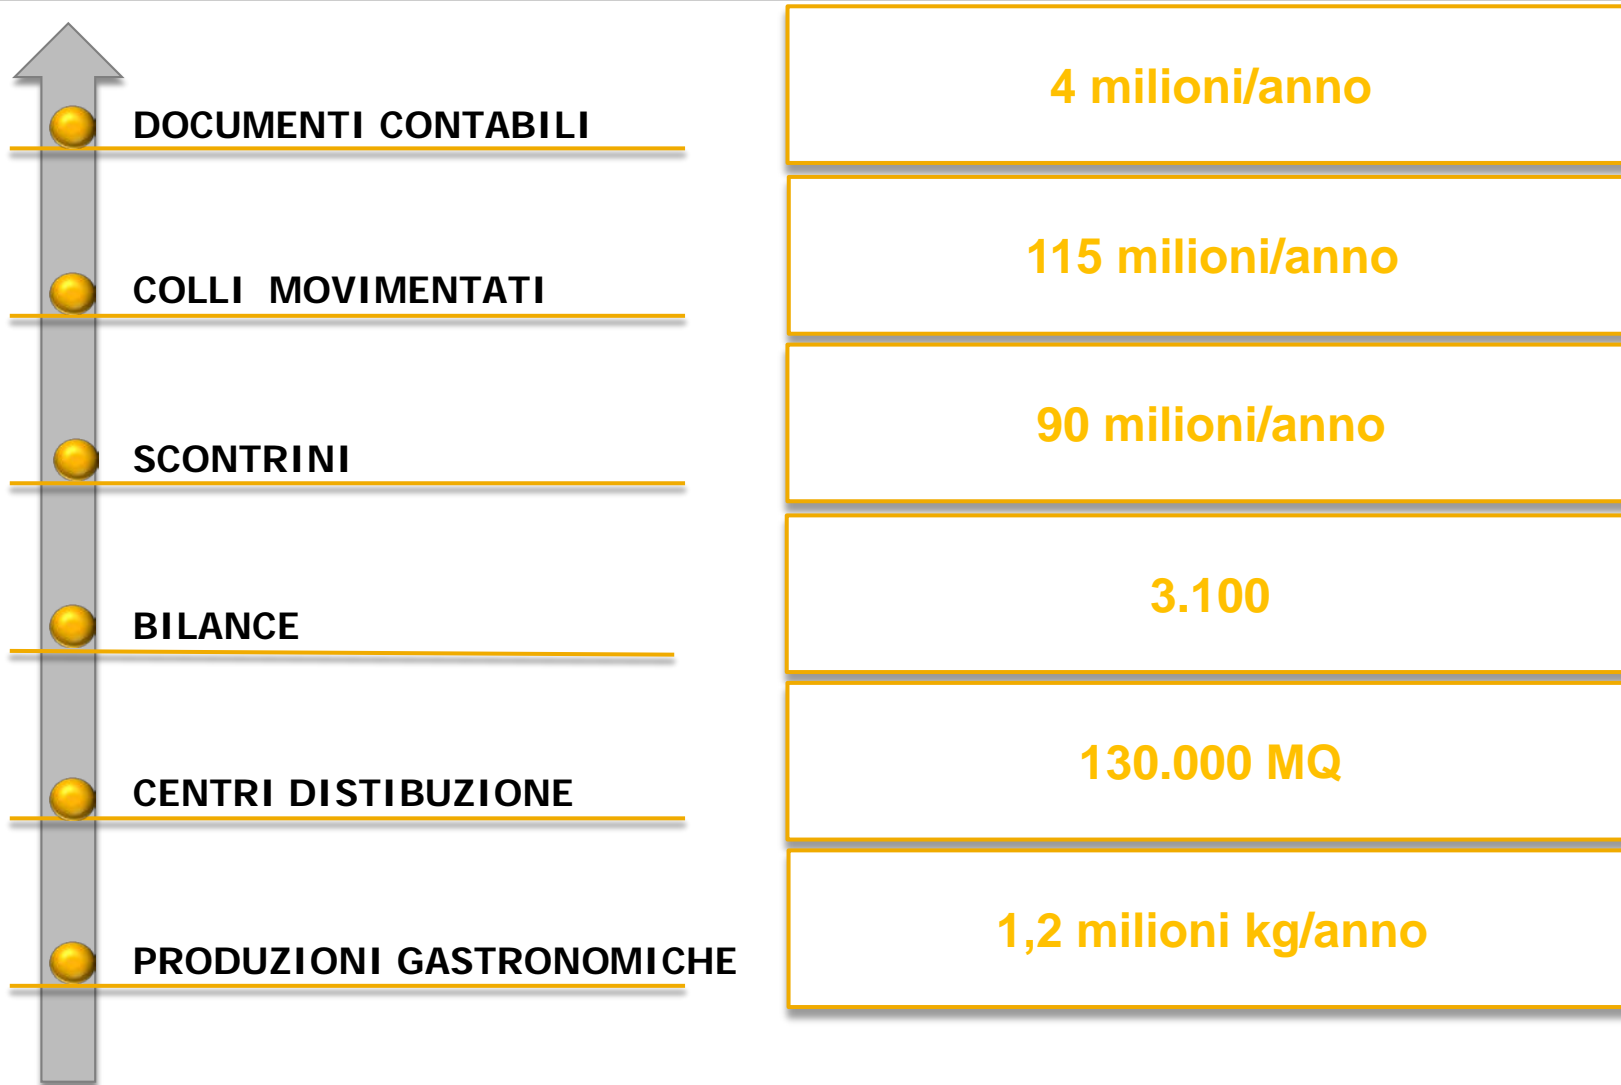 DOCUMENTI CONTABILI
4 milioni/anno
COLLI MOVIMENTATI
115 milioni/anno
SCONTRINI
90 milioni/anno
BILANCE
3.100
CENTRI DISTIBUZIONE
130.000 MQ
PRODUZIONI GASTRONOMICHE
1,2 milioni kg/anno